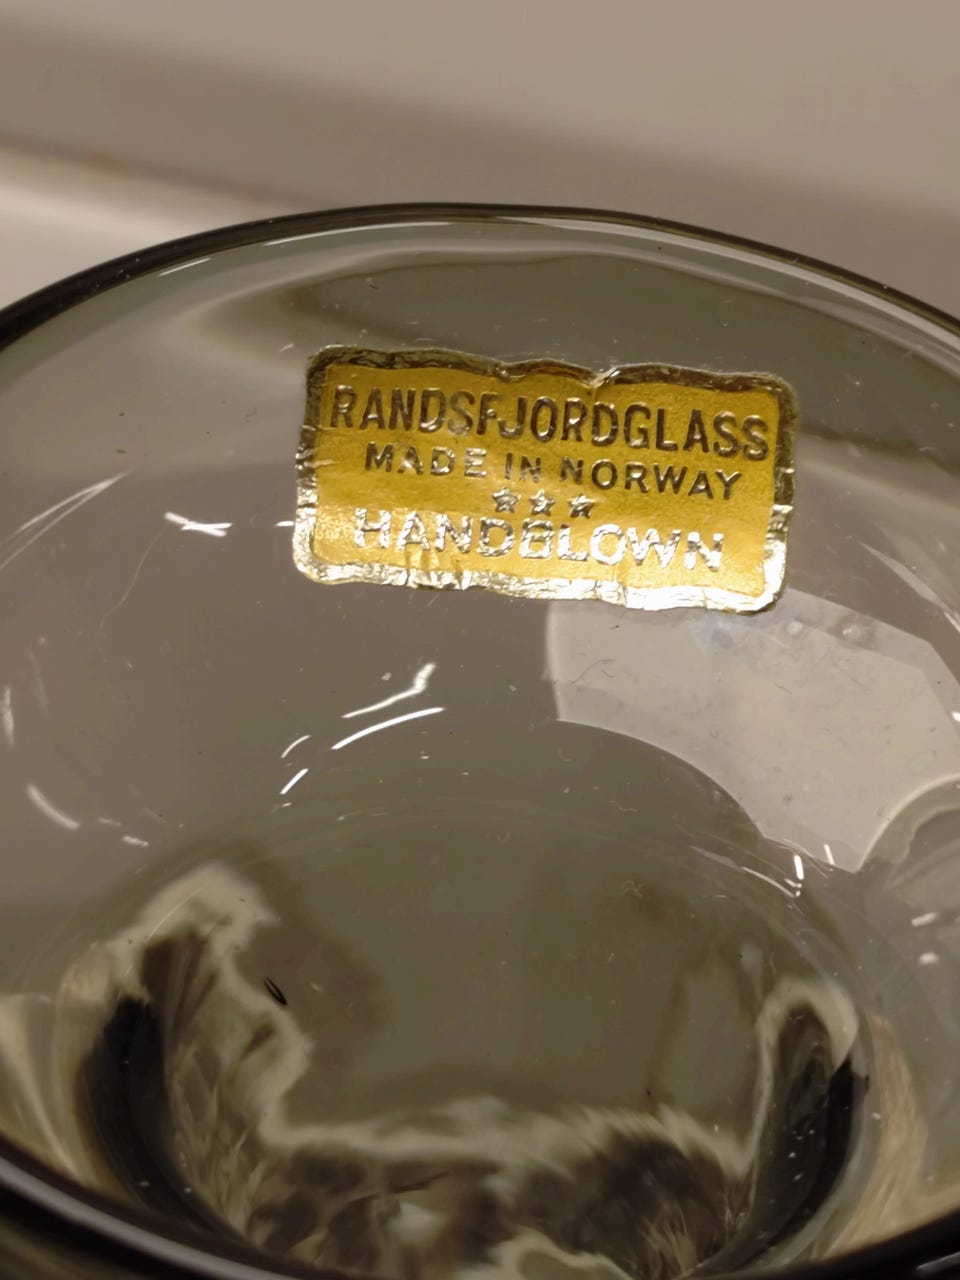 RANDSFJORDGLASS
MADE IN NORWAY
★★★
HANDBLOWN